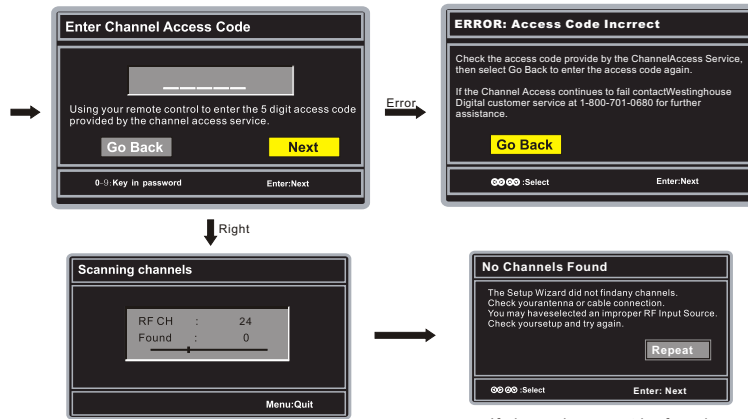 Enter Channel Access Code
_ _ _ _ _
Using your remote control to enter the 5 digit access code
provided by the channel access service.
Go Back Next
0-9:Key in password Enter:Next
Error
ERROR: Access Code Incrrect
Check the access code provide by the ChannelAccess Service,
then select Go Back to enter the access code again.
If the Channel Access continues to fail contactWestinghouse
Digital customer service at 1-800-701-0680 for further
assistance.
Go Back
:Select Enter:Next
Right
Scanning channels
RF CH : 24
Found : 0
Menu:Quit
No Channels Found
The Setup Wizard did not findany channels.
Check yourantenna or cable connection.
You may haveselected an improper RF Input Source.
Check yoursetup and try again.
Repeat
:Select Enter: Next